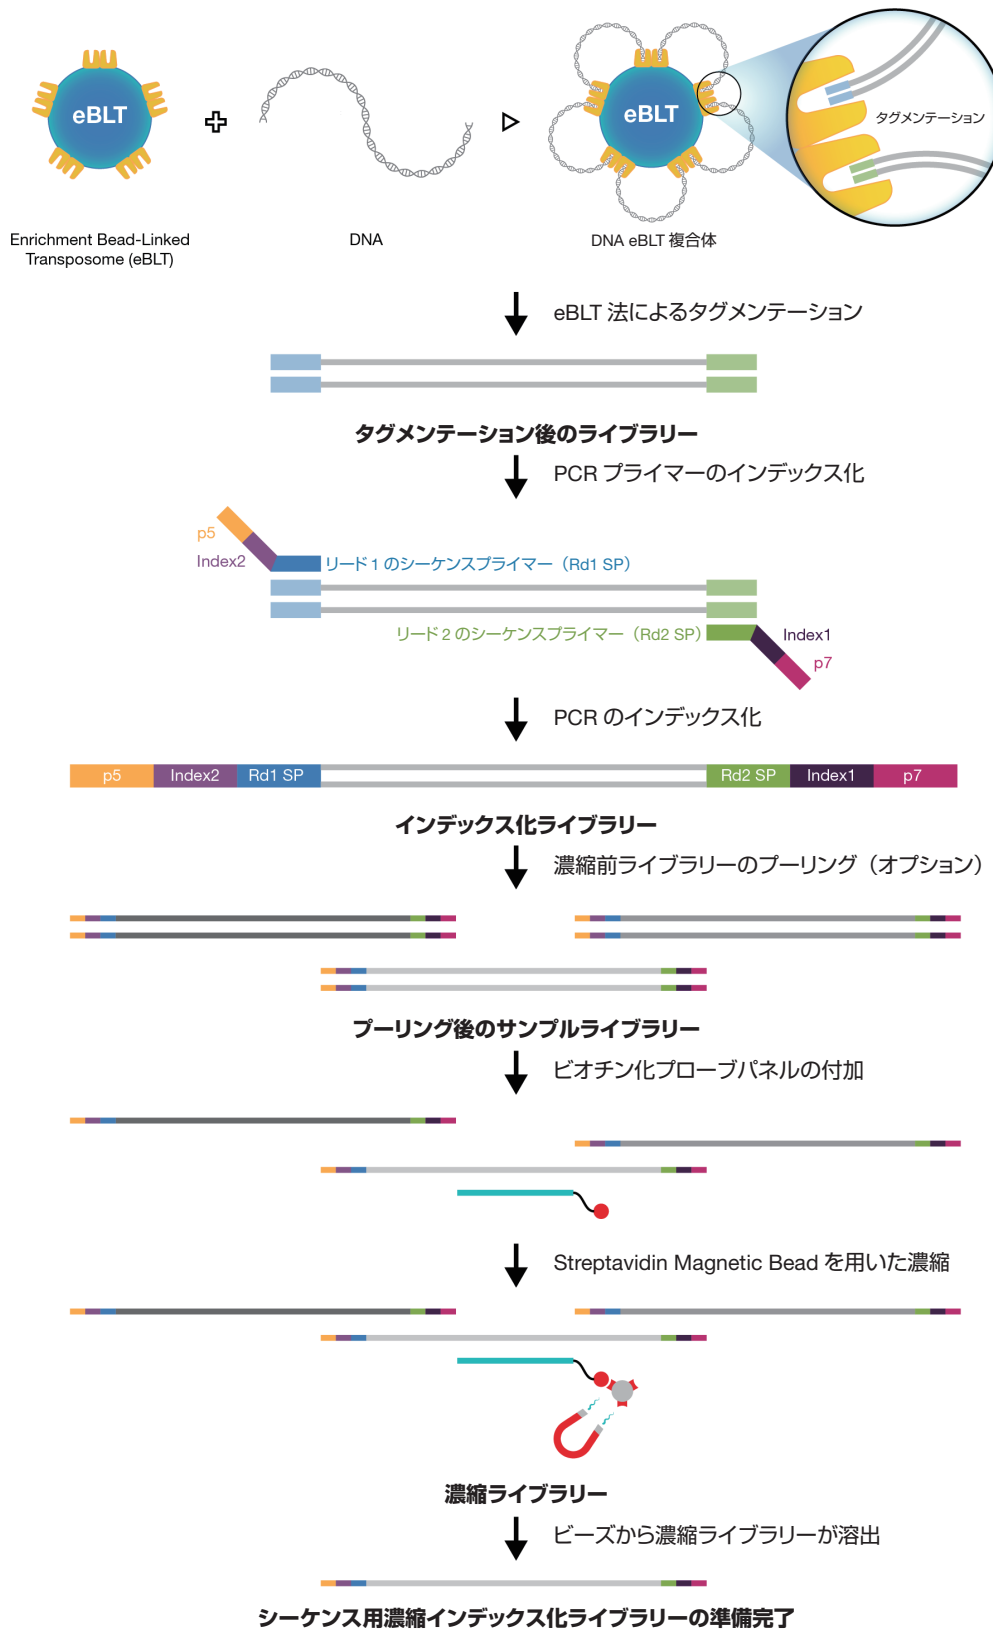 eBLT
eBLT
タグメンテーション
Enrichment Bead-Linked
Transposome (eBLT)
DNA
DNA eBLT 複合体
eBLT 法によるタグメンテーション
タグメンテーション後のライブラリー
PCR プライマーのインデックス化
p5
Index2
リード 1 のシーケンスプライマー（Rd1 SP）
リード 2 のシーケンスプライマー（Rd2 SP）
Index1
p7
PCR のインデックス化
p5 Index2 Rd1 SP Rd2 SP Index1 p7
インデックス化ライブラリー
濃縮前ライブラリーのプーリング（オプション）
プーリング後のサンプルライブラリー
ビオチン化プローブパネルの付加
Streptavidin Magnetic Bead を用いた濃縮
濃縮ライブラリー
ビーズから濃縮ライブラリーが溶出
シーケンス用濃縮インデックス化ライブラリーの準備完了